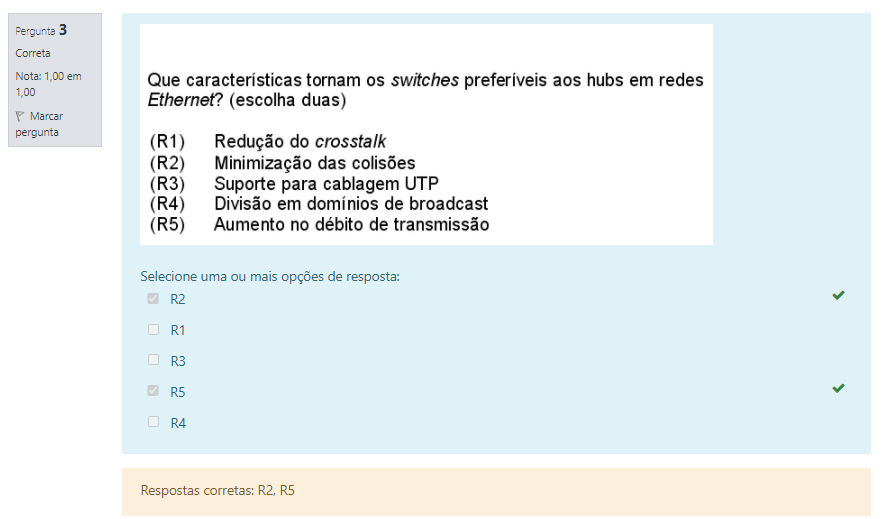 Pergunta 3
Correta
Nota: 1,00 em
1,00
Marcar
pergunta
Que características tornam os switches preferíveis aos hubs em redes
Ethernet? (escolha duas)
(R1) Redução do crosstalk
(R2) Minimização das colisões
(R3) Suporte para cablagem UTP
(R4) Divisão em domínios de broadcast
(R5) Aumento no débito de transmissão
Selecione uma ou mais opções de resposta:
R2
R1
R3
R5
R4
Respostas corretas: R2, R5